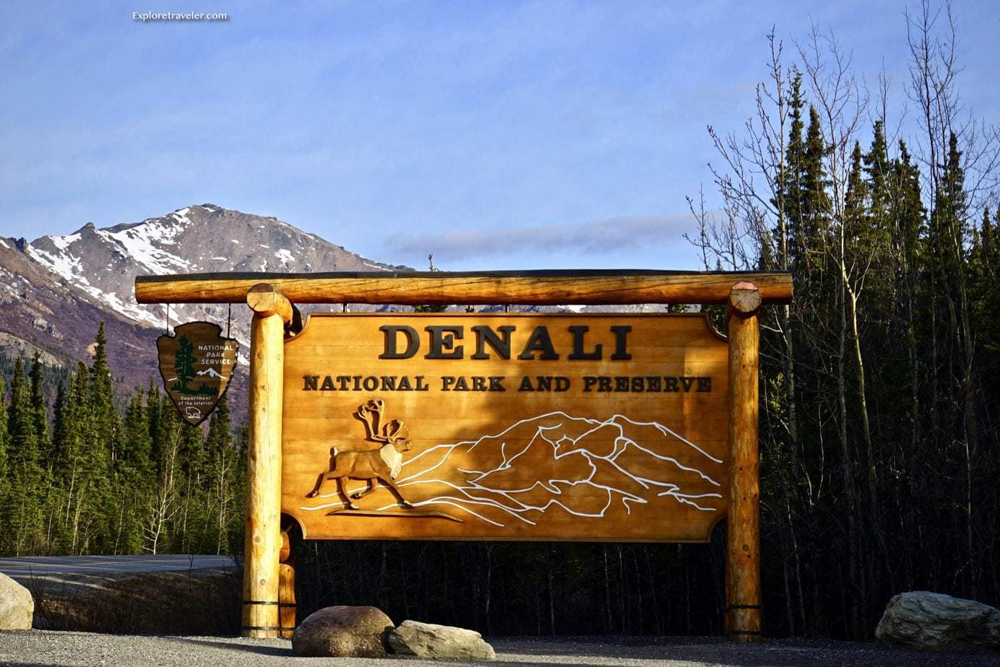 Exploretraveler.com
DENALI
NATIONAL PARK AND PRESERVE
NATIONAL
PARK
SERVICE
Department
of the Interior